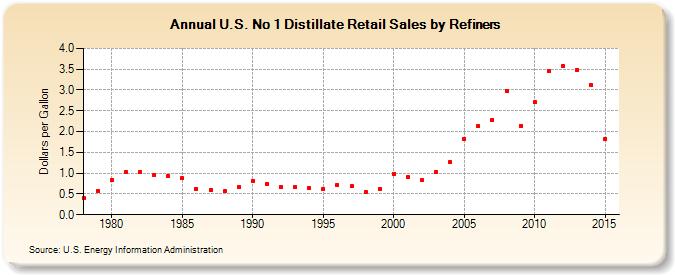 Annual U.S. No 1 Distillate Retail Sales by Refiners
Dollars per Gallon
4.0
3.5
3.0
2.5
2.0
1.5
1.0
0.5
0.0
1980 1985 1990 1995 2000 2005 2010 2015
Source: U.S. Energy Information Administration